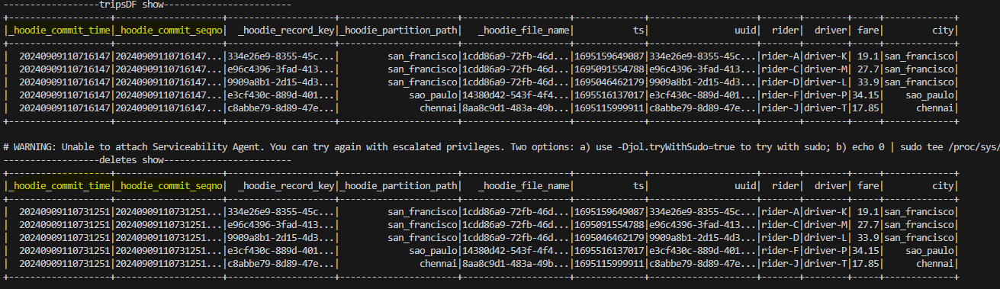 ------------------tripsDF show------------------------
+-------------------+--------------------+--------------------+----------------------+--------------------+-------------+--------------------+-------+--------+-----+-------------+
|_hoodie_commit_time|_hoodie_commit_seqno|  _hoodie_record_key|_hoodie_partition_path|   _hoodie_file_name|           ts|                uuid|  rider|  driver| fare|         city|
+-------------------+--------------------+--------------------+----------------------+--------------------+-------------+--------------------+-------+--------+-----+-------------+
|  20240909110716147|20240909110716147...|334e26e9-8355-45c...|         san_francisco|1cdd86a9-72fb-46d...|1695159649087|334e26e9-8355-45c...|rider-A|driver-K| 19.1|san_francisco|
|  20240909110716147|20240909110716147...|e96c4396-3fad-413...|         san_francisco|1cdd86a9-72fb-46d...|1695091554788|e96c4396-3fad-413...|rider-C|driver-M| 27.7|san_francisco|
|  20240909110716147|20240909110716147...|9909a8b1-2d15-4d3...|         san_francisco|1cdd86a9-72fb-46d...|1695046462179|9909a8b1-2d15-4d3...|rider-D|driver-L| 33.9|san_francisco|
|  20240909110716147|20240909110716147...|e3cf430c-889d-401...|             sao_paulo|14380d42-543f-4f4...|1695516137017|e3cf430c-889d-401...|rider-F|driver-P|34.15|    sao_paulo|
|  20240909110716147|20240909110716147...|c8abbe79-8d89-47e...|               chennai|8aa8c9d1-483a-49b...|1695115999911|c8abbe79-8d89-47e...|rider-J|driver-T|17.85|      chennai|
+-------------------+--------------------+--------------------+----------------------+--------------------+-------------+--------------------+-------+--------+-----+-------------+
# WARNING: Unable to attach Serviceability Agent. You can try again with escalated privileges. Two options: a) use -Djol.tryWithSudo=true to try with sudo; b) echo 0 | sudo tee /proc/sys/
------------------deletes show------------------------
+-------------------+--------------------+--------------------+----------------------+--------------------+-------------+--------------------+-------+--------+-----+-------------+
|_hoodie_commit_time|_hoodie_commit_seqno|  _hoodie_record_key|_hoodie_partition_path|   _hoodie_file_name|           ts|                uuid|  rider|  driver| fare|         city|
+-------------------+--------------------+--------------------+----------------------+--------------------+-------------+--------------------+-------+--------+-----+-------------+
|  20240909110731251|20240909110731251...|334e26e9-8355-45c...|         san_francisco|1cdd86a9-72fb-46d...|1695159649087|334e26e9-8355-45c...|rider-A|driver-K| 19.1|san_francisco|
|  20240909110731251|20240909110731251...|e96c4396-3fad-413...|         san_francisco|1cdd86a9-72fb-46d...|1695091554788|e96c4396-3fad-413...|rider-C|driver-M| 27.7|san_francisco|
|  20240909110731251|20240909110731251...|9909a8b1-2d15-4d3...|         san_francisco|1cdd86a9-72fb-46d...|1695046462179|9909a8b1-2d15-4d3...|rider-D|driver-L| 33.9|san_francisco|
|  20240909110731251|20240909110731251...|e3cf430c-889d-401...|             sao_paulo|14380d42-543f-4f4...|1695516137017|e3cf430c-889d-401...|rider-F|driver-P|34.15|    sao_paulo|
|  20240909110731251|20240909110731251...|c8abbe79-8d89-47e...|               chennai|8aa8c9d1-483a-49b...|1695115999911|c8abbe79-8d89-47e...|rider-J|driver-T|17.85|      chennai|
+-------------------+--------------------+--------------------+----------------------+--------------------+-------------+--------------------+-------+--------+-----+-------------+